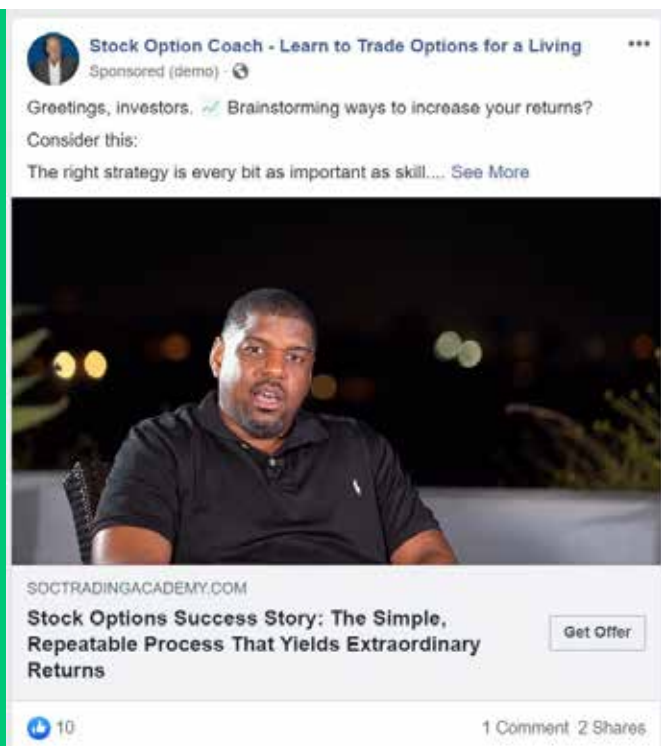 Stock Option Coach - Learn to Trade Options for a Living
Sponsored (demo) ·
Greetings, investors. Brainstorming ways to increase your returns?
Consider this:
The right strategy is every bit as important as skill.... See More
SOCTRADINGACADEMY.COM
Stock Options Success Story: The Simple,
Repeatable Process That Yields Extraordinary
Returns
Get Offer
10
1 Comment 2 Shares